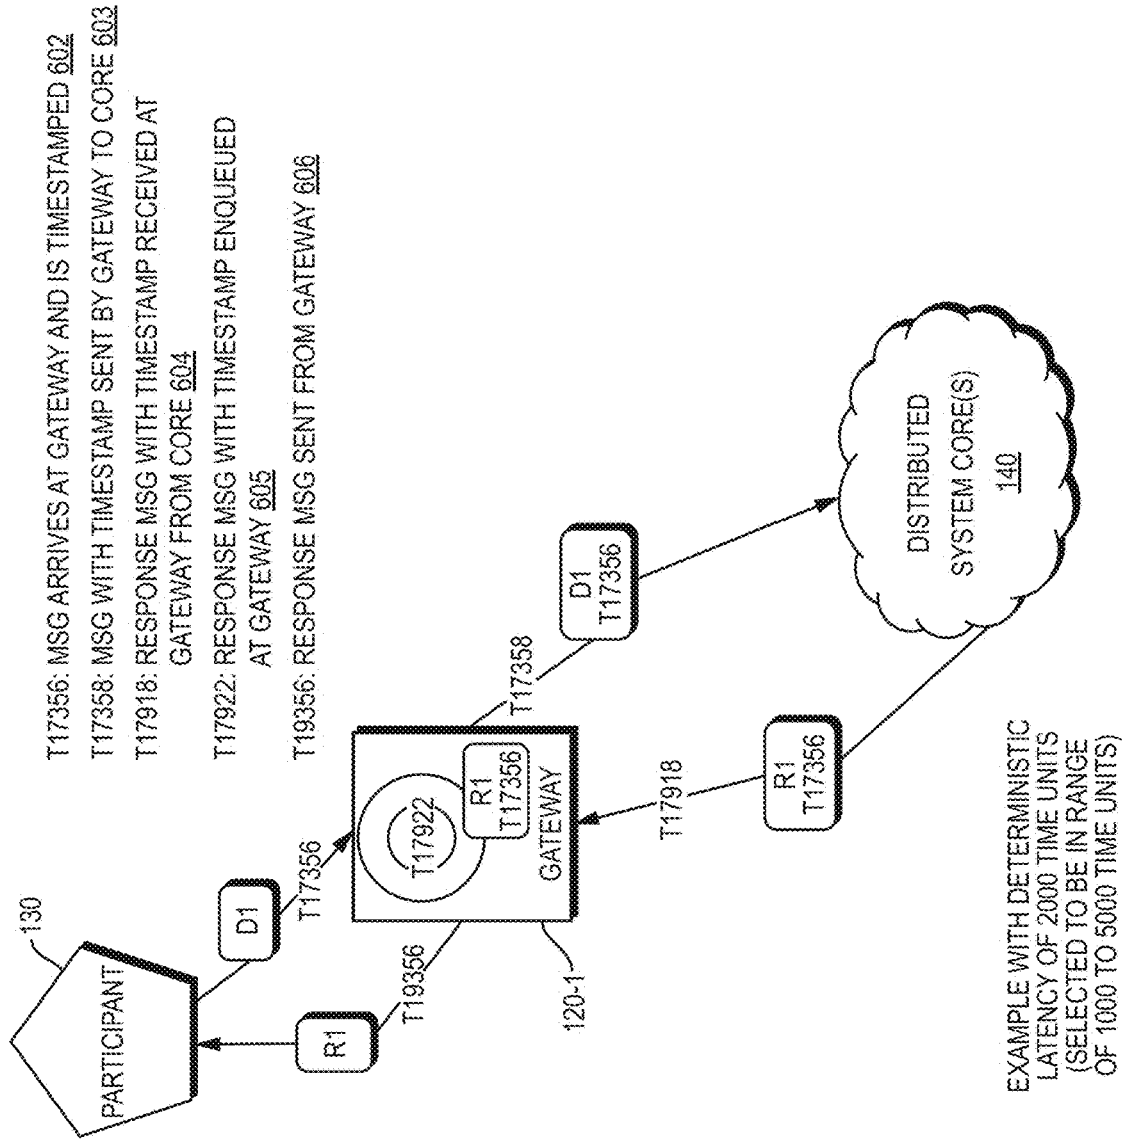 T17356: MSG ARRIVES AT GATEWAY AND IS TIMESTAMPED 602
T17358: MSG WITH TIMESTAMP SENT BY GATEWAY TO CORE 603
T17918: RESPONSE MSG WITH TIMESTAMP RECEIVED AT
GATEWAY FROM CORE 604
T17922: RESPONSE MSG WITH TIMESTAMP ENQUEUED
AT GATEWAY 605
T19356: RESPONSE MSG SENT FROM GATEWAY 606
130
PARTICIPANT
D1
T17356
R1
T19356
120-1
T17922
R1
T17356
GATEWAY
T17358
D1
T17356
T17918
R1
T17356
DISTRIBUTED
SYSTEM CORE(S)
140
EXAMPLE WITH DETERMINISTIC
LATENCY OF 2000 TIME UNITS
(SELECTED TO BE IN RANGE
OF 1000 TO 5000 TIME UNITS)